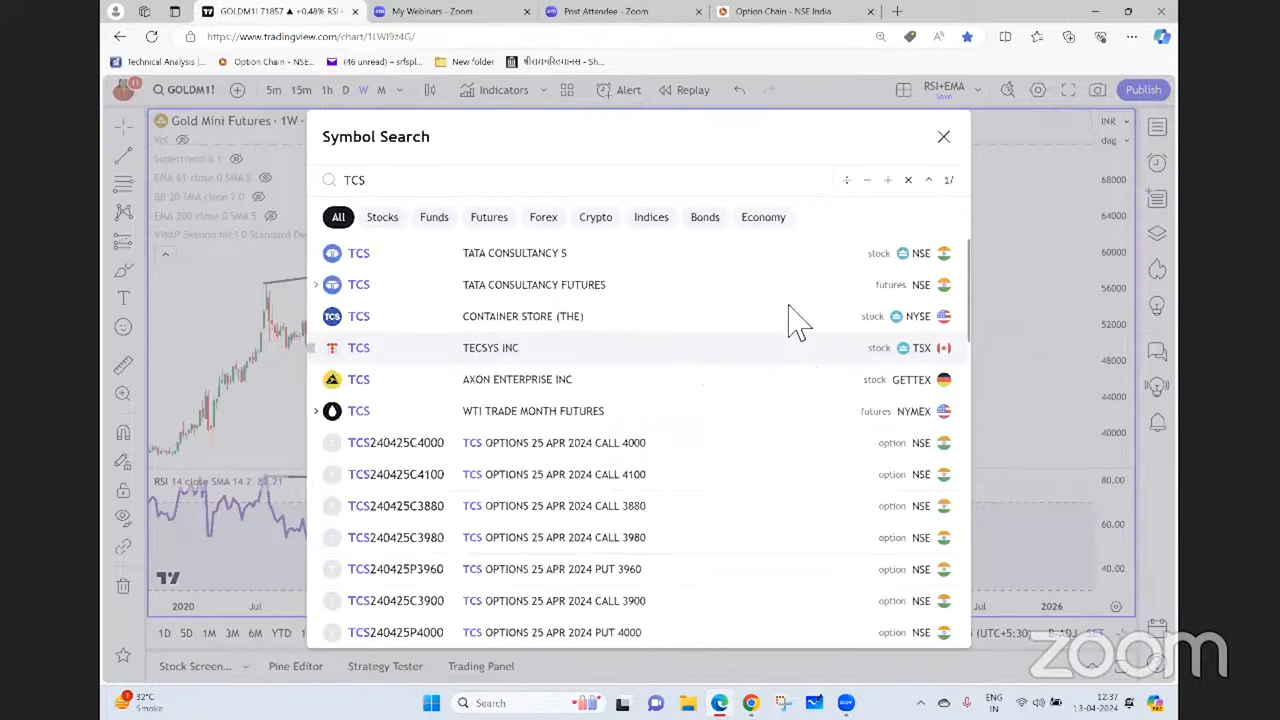 GOLDM1! 71857 ▲ +0.48% RSI+
My Webinars - Zoom
Post Attendee - Zoom
Option Chain - NSE India
https://www.tradingview.com/chart/1LWI9z4G/
Technical Analysis |...
Option Chain - NSE...
(46 unread) - srfspl...
New folder
GOLDM1!
5m 15m 1h D W M
Indicators
Alert
Replay
RSI+EMA
Save
Publish
11
Gold Mini Futures · 1W ·
Vol
Supertrend 6 1
EMA 61 close 0 SMA 5
BB 20 SMA close 2 0
EMA 200 close 0 SMA 5
VWAP Session hlc3 0 Standard De
RSI 14 close SMA 14 2
Symbol Search
TCS
1/
All Stocks Funds Futures Forex Crypto Indices Bonds Economy
TCS TATA CONSULTANCY S stock NSE
TCS TATA CONSULTANCY FUTURES futures NSE
TCS TCS CONTAINER STORE (THE) stock NYSE
TCS TECSYS INC stock TSX
TCS AXON ENTERPRISE INC stock GETTEX
TCS WTI TRADE MONTH FUTURES futures NYMEX
TCS240425C4000 TCS OPTIONS 25 APR 2024 CALL 4000 option NSE
TCS240425C4100 TCS OPTIONS 25 APR 2024 CALL 4100 option NSE
TCS240425C3880 TCS OPTIONS 25 APR 2024 CALL 3880 option NSE
TCS240425C3980 TCS OPTIONS 25 APR 2024 CALL 3980 option NSE
TCS240425P3960 TCS OPTIONS 25 APR 2024 PUT 3960 option NSE
TCS240425C3900 TCS OPTIONS 25 APR 2024 CALL 3900 option NSE
TCS240425P4000 TCS OPTIONS 25 APR 2024 PUT 4000 option NSE
INR
dag
68000
64000
60000
56000
52000
48000
44000
40000
80.00
60.00
40.00
2020 Jul Jul 2026
1D 5D 1M 3M 6M YTD
(UTC+5:30) B-ADJ SET
Stock Screen... Pine Editor Strategy Tester Trading Panel
zoom
1
32°C
Smoke
Search
ENG
IN
12:37
13-04-2024